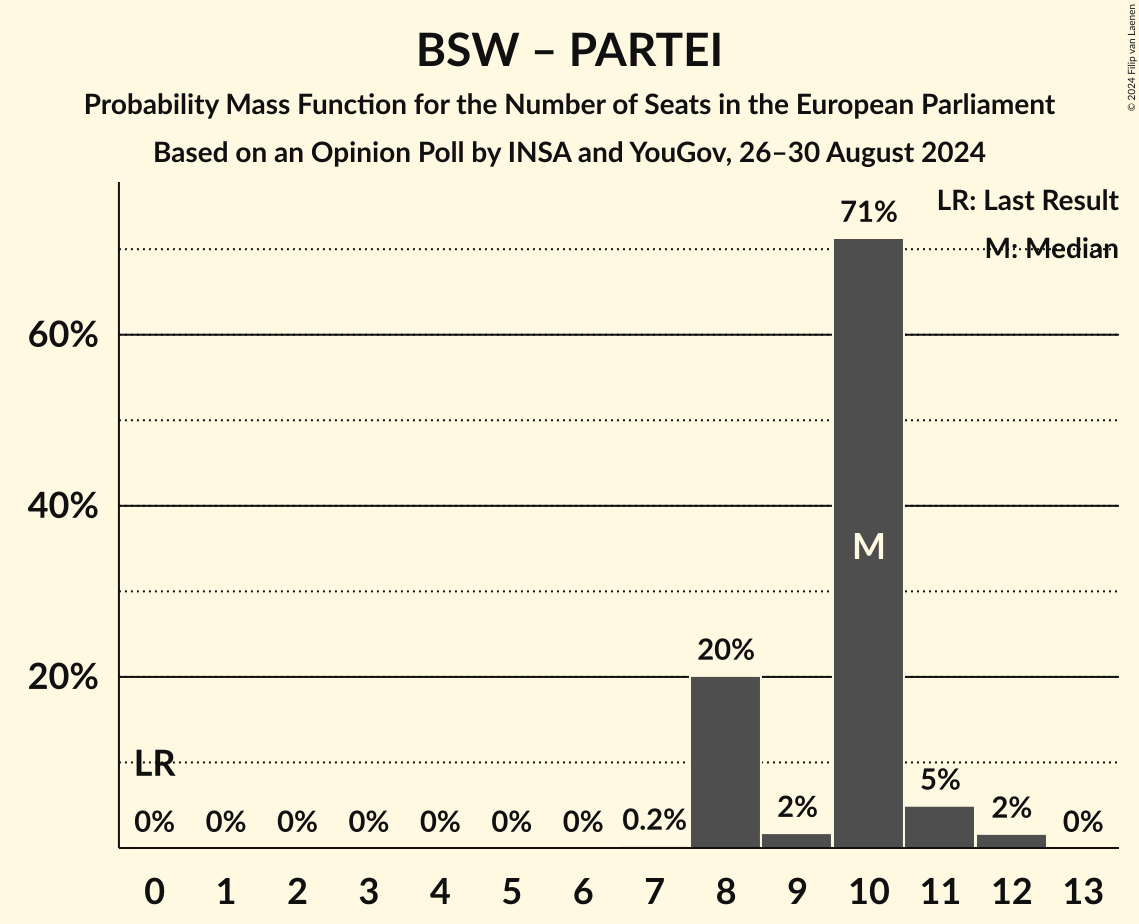 BSW – PARTEI
Probability Mass Function for the Number of Seats in the European Parliament
Based on an Opinion Poll by INSA and YouGov, 26–30 August 2024
© 2024 Filip van Laenen
LR: Last Result
M: Median
71%
60%
40%
M
20%
20%
LR
0% 0% 0% 0% 0% 0% 0% 0.2% 2% 5% 2% 0%
0 1 2 3 4 5 6 7 8 9 10 11 12 13